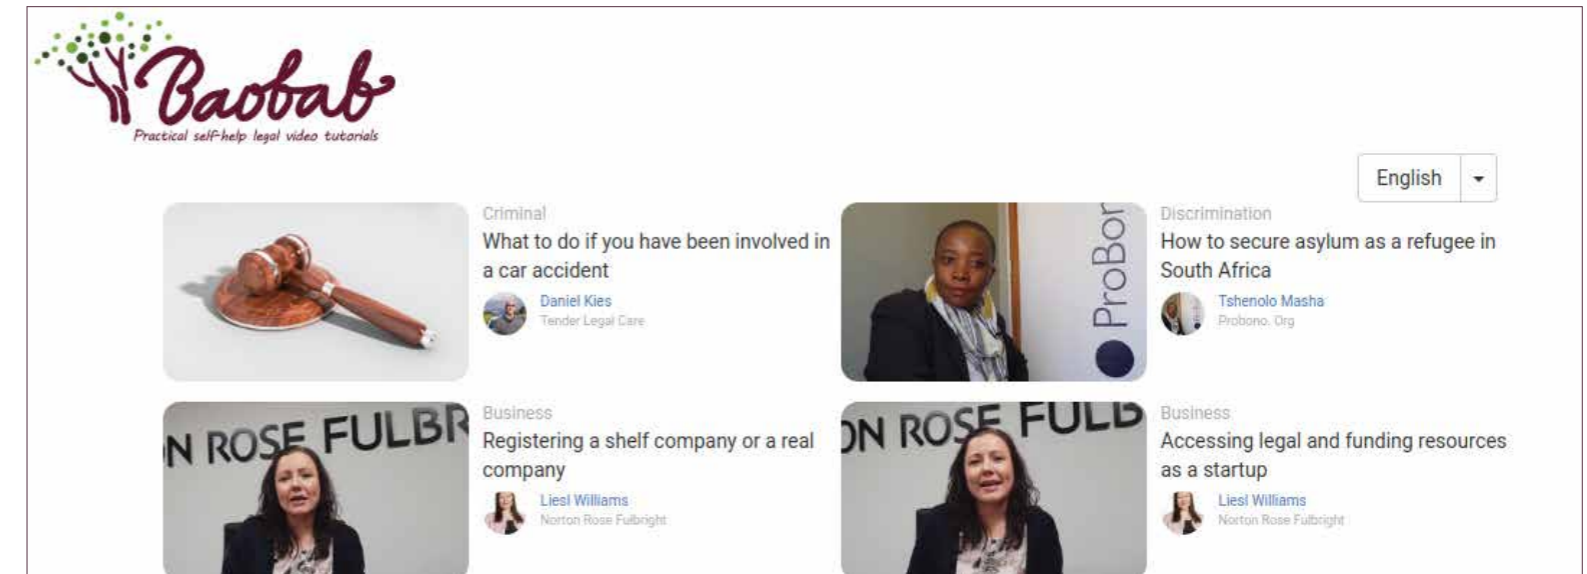 Baobab
Practical self-help legal video tutorials
English
Criminal
What to do if you have been involved in
a car accident
Daniel Kies
Tender Legal Care
ProBon
Discrimination
How to secure asylum as a refugee in
South Africa
Tshenolo Masha
Probono. Org
ON ROSE FULBR
Business
Registering a shelf company or a real
company
Liesl Williams
Norton Rose Fulbright
ON ROSE FULB
Business
Accessing legal and funding resources
as a startup
Liesl Williams
Norton Rose Fulbright